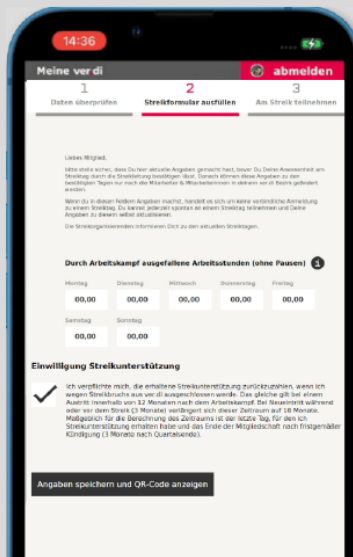 14:36
Meine ver di
abmelden
1
2
3
Daten überprüfen
Streikformular ausfüllen
Am Streik teilnehmen
Liebes Mitglied,
bitte stelle sicher, dass Du hier aktuelle Angaben gemacht hast, bevor Du Deine Anwesenheit am
Streiktag durch die Streikleitung bestätigen lässt. Danach können diese Angaben zu den
bestätigten Tagen nur noch die Mitarbeiter & Mitarbeiterinnen in deinem ver.di Bezirk geändert
werden.
Wenn du in diesen Feldern Angaben machst, handelt es sich um keine verbindliche Anmeldung
zu einem Streiktag. Du kannst jederzeit spontan an einem Streiktag teilnehmen und Deine
Angaben zu diesem selbst aktualisieren.
Die Streikorganisierenden informieren Dich zu den aktuellen Streiktagen.
Durch Arbeitskampf ausgefallene Arbeitsstunden (ohne Pausen)
Montag
Dienstag
Mittwoch
Donnerstag
Freitag
00,00
00,00
00,00
00,00
00,00
Samstag
Sonntag
00,00
00,00
Einwilligung Streikunterstützung
Ich verpflichte mich, die erhaltene Streikunterstützung zurückzuzahlen, wenn ich
wegen Streikbruchs aus ver.di ausgeschlossen werde. Das gleiche gilt bei einem
Austritt innerhalb von 12 Monaten nach dem Arbeitskampf. Bei Neueintritt während
oder vor dem Streik (3 Monate) verlängert sich dieser Zeitraum auf 18 Monate.
Maßgeblich für die Berechnung des Zeitraums ist der letzte Tag, für den ich
Streikunterstützung erhalten habe und das Ende der Mitgliedschaft nach fristgemäßer
Kündigung (3 Monate nach Quartalsende).
Angaben speichern und QR-Code anzeigen